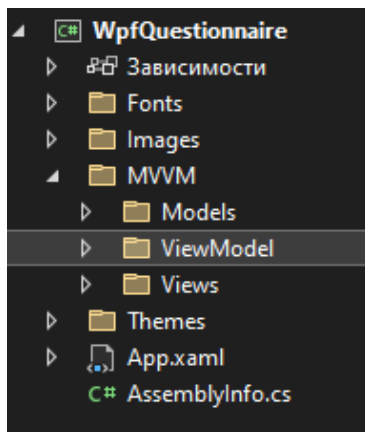 C# WpfQuestionnaire
Зависимости
Fonts
Images
MVVM
Models
ViewModel
Views
Themes
App.xaml
C# AssemblyInfo.cs